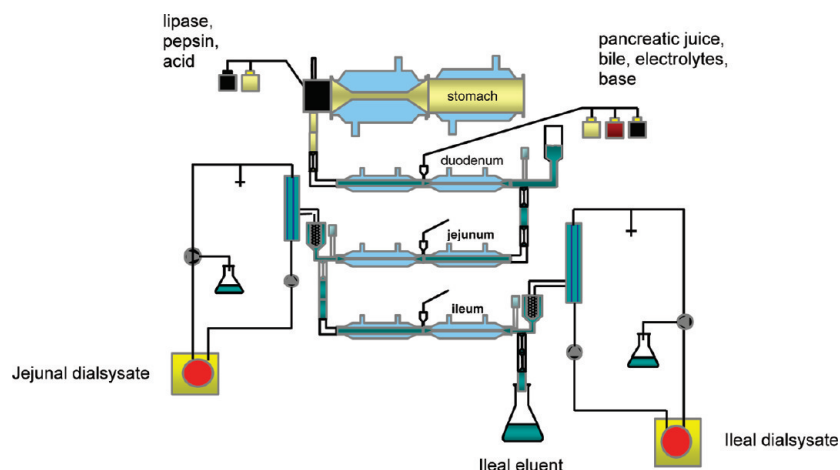 lipase,
pepsin,
acid
pancreatic juice,
bile, electrolytes,
base
stomach
duodenum
jejunum
ileum
Jejunal dialsysate
Ileal dialsysate
Ileal eluent